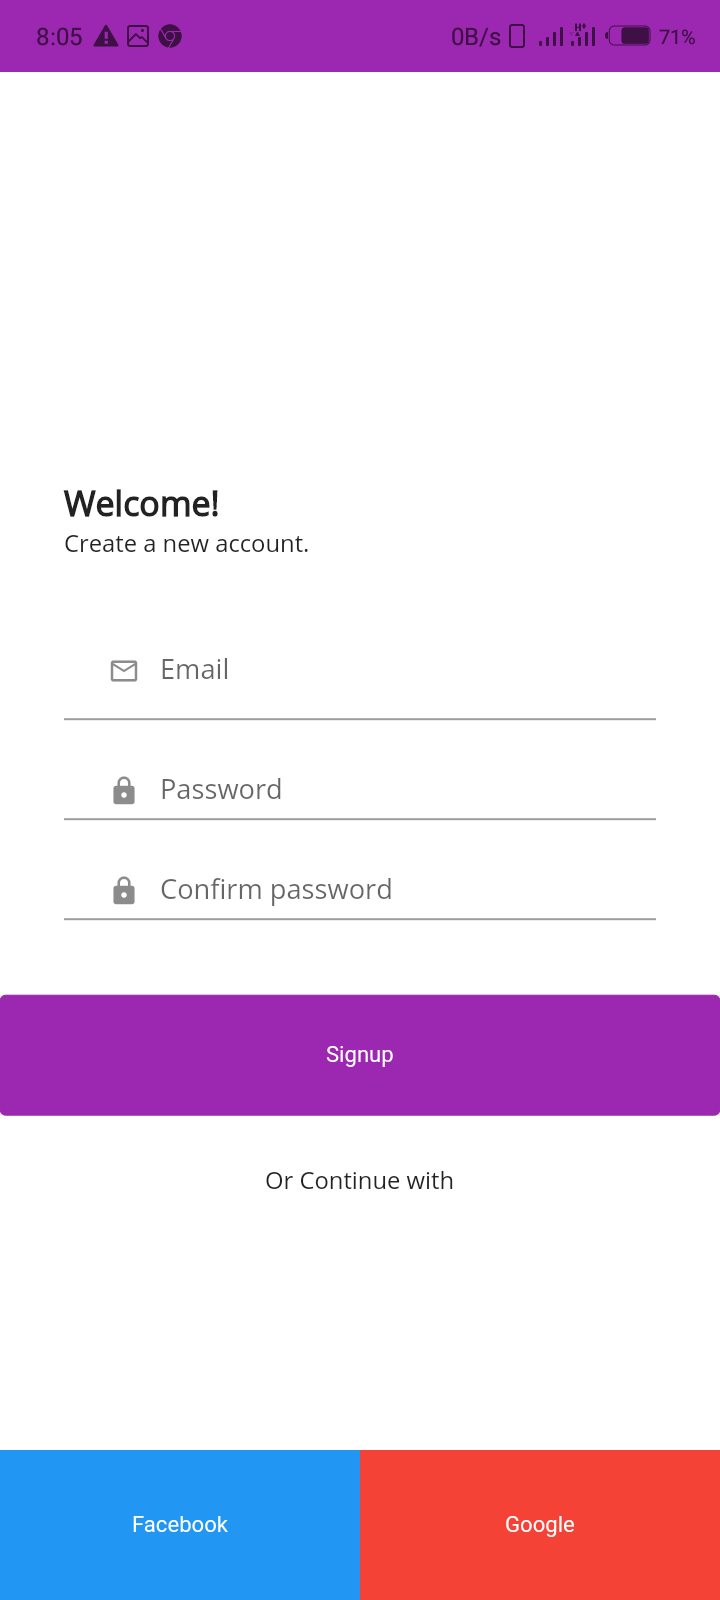 8:05 0B/s H+ 71%
Welcome!
Create a new account.
Email
Password
Confirm password
Signup
Or Continue with
Facebook Google